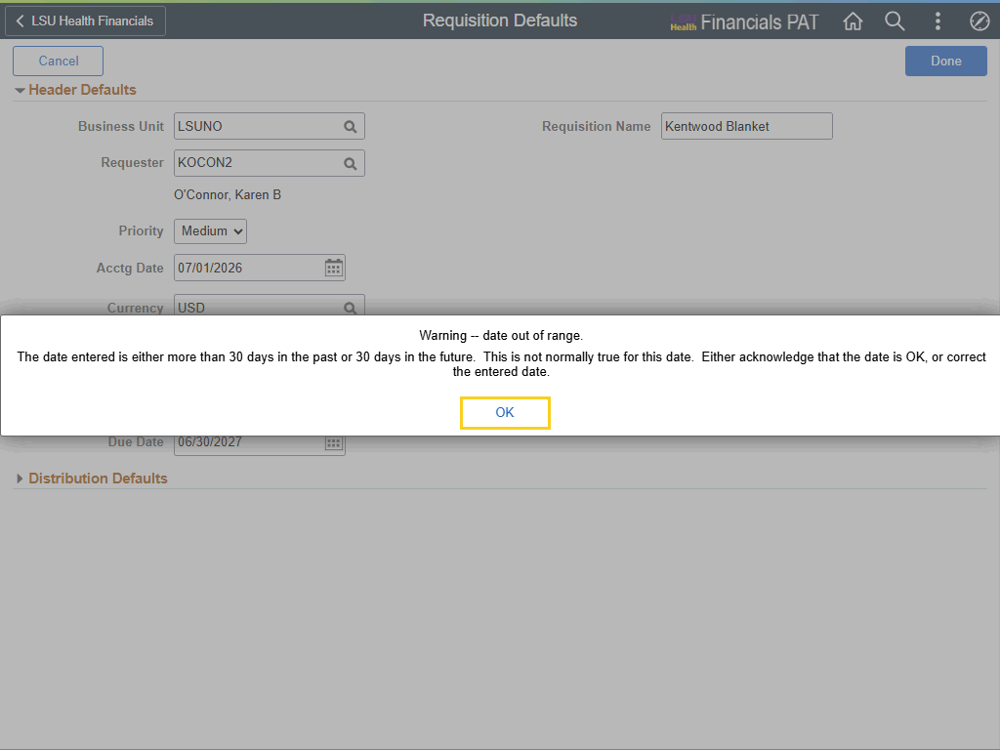 LSU Health Financials
Requisition Defaults
LSU Health Financials PAT
Cancel
Done
Header Defaults
Business Unit LSUNO
Requisition Name Kentwood Blanket
Requester KOCON2
O'Connor, Karen B
Priority Medium
Acctg Date 07/01/2026
Currency USD
Warning -- date out of range.
The date entered is either more than 30 days in the past or 30 days in the future.  This is not normally true for this date.  Either acknowledge that the date is OK, or correct
the entered date.
OK
Due Date 06/30/2027
Distribution Defaults